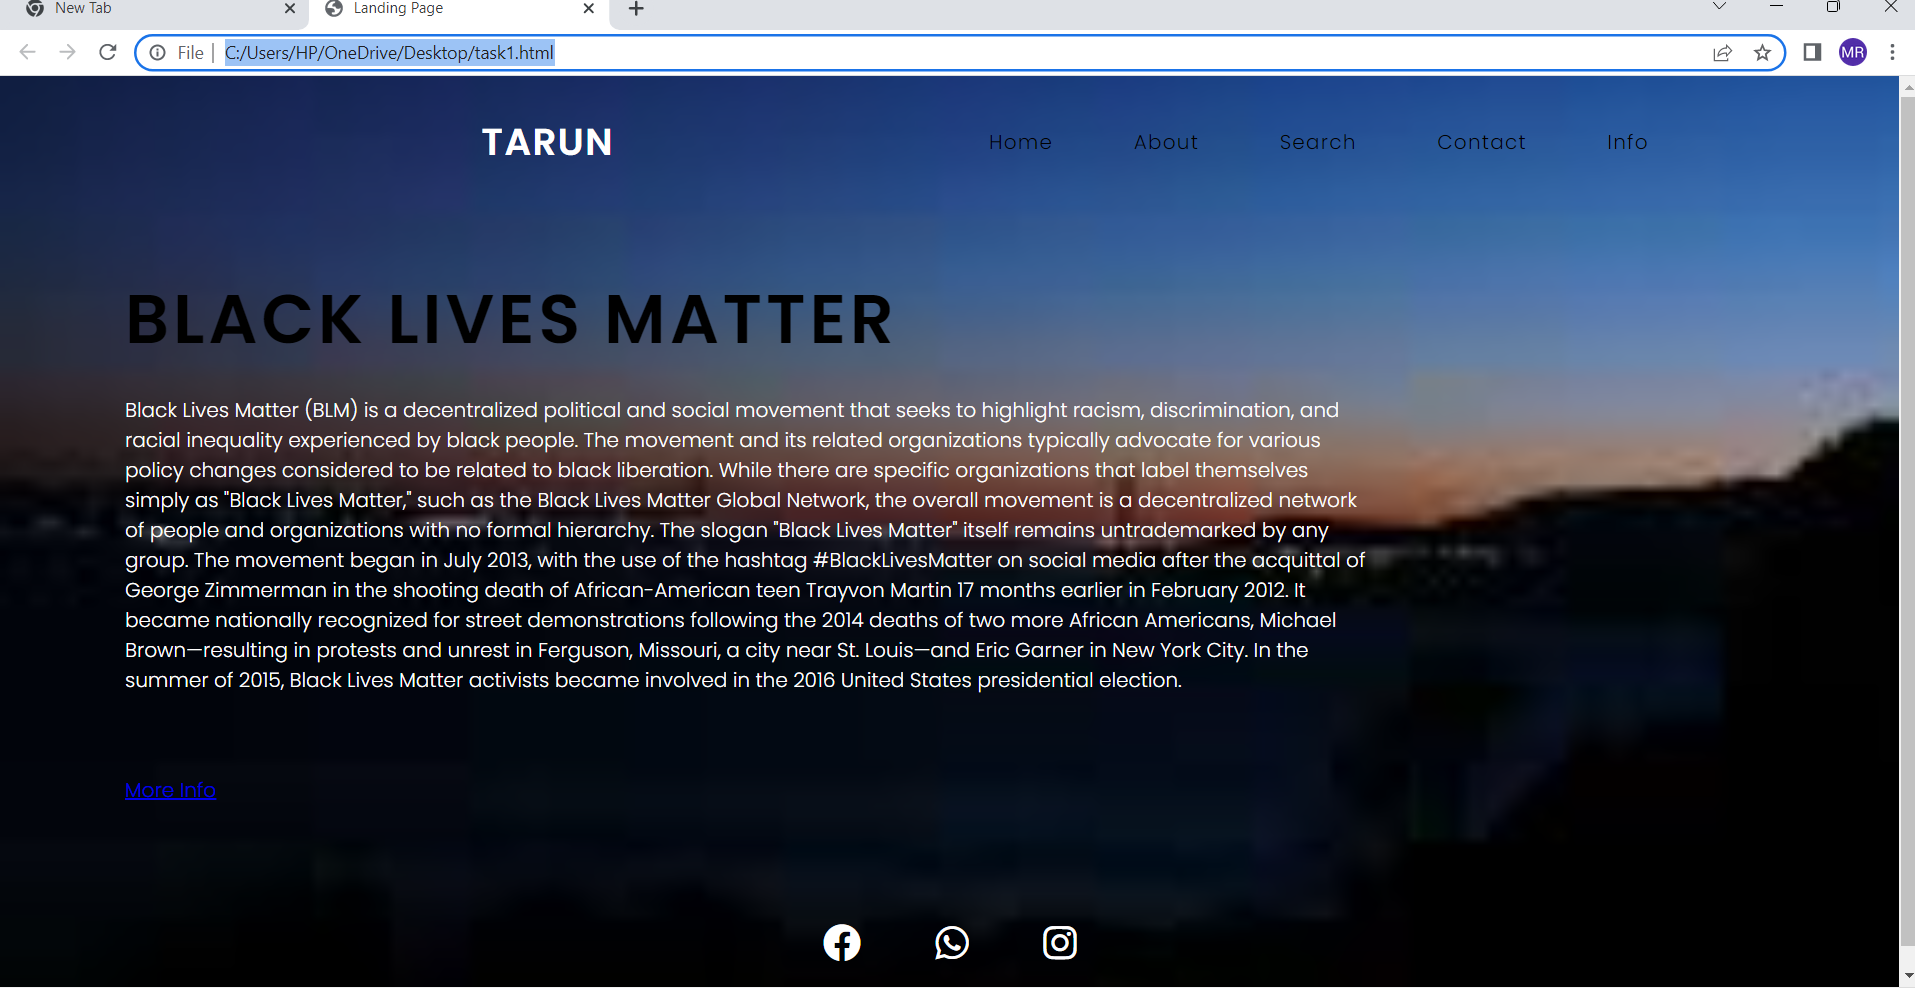 New Tab
Landing Page
File
C:/Users/HP/OneDrive/Desktop/task1.html
MR
TARUN
Home
About
Search
Contact
Info
BLACK LIVES MATTER
Black Lives Matter (BLM) is a decentralized political and social movement that seeks to highlight racism, discrimination, and
racial inequality experienced by black people. The movement and its related organizations typically advocate for various
policy changes considered to be related to black liberation. While there are specific organizations that label themselves
simply as "Black Lives Matter," such as the Black Lives Matter Global Network, the overall movement is a decentralized network
of people and organizations with no formal hierarchy. The slogan "Black Lives Matter" itself remains untrademarked by any
group. The movement began in July 2013, with the use of the hashtag #BlackLivesMatter on social media after the acquittal of
George Zimmerman in the shooting death of African-American teen Trayvon Martin 17 months earlier in February 2012. It
became nationally recognized for street demonstrations following the 2014 deaths of two more African Americans, Michael
Brown—resulting in protests and unrest in Ferguson, Missouri, a city near St. Louis—and Eric Garner in New York City. In the
summer of 2015, Black Lives Matter activists became involved in the 2016 United States presidential election.
More Info